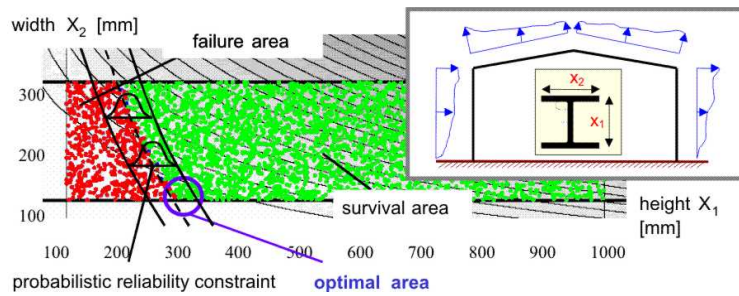 width X2 [mm]
failure area
300
200
100
survival area
height X1
[mm]
100 200 300 400 500 600 700 800 900 1000
probabilistic reliability constraint
optimal area
x2
x1